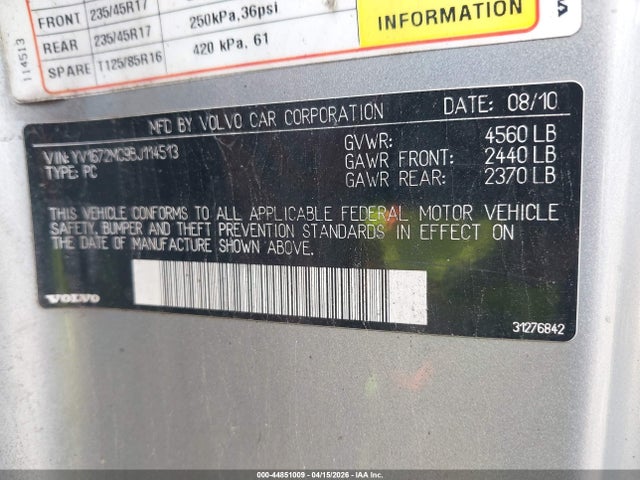 FRONT 235/45R17 250kPa,36psi
REAR 235/45R17
SPARE T125/85R16 420 kPa, 61
INFORMATION
114513
MFD BY VOLVO CAR CORPORATION DATE: 08/10
VIN: YV1672MC9BJ114513
TYPE: PC
GVWR: 4560 LB
GAWR FRONT: 2440 LB
GAWR REAR: 2370 LB
THIS VEHICLE CONFORMS TO ALL APPLICABLE FEDERAL MOTOR VEHICLE
SAFETY, BUMPER AND THEFT PREVENTION STANDARDS IN EFFECT ON
THE DATE OF MANUFACTURE SHOWN ABOVE.
VOLVO
31276842
000-44851009 04/15/2026 IAA Inc.